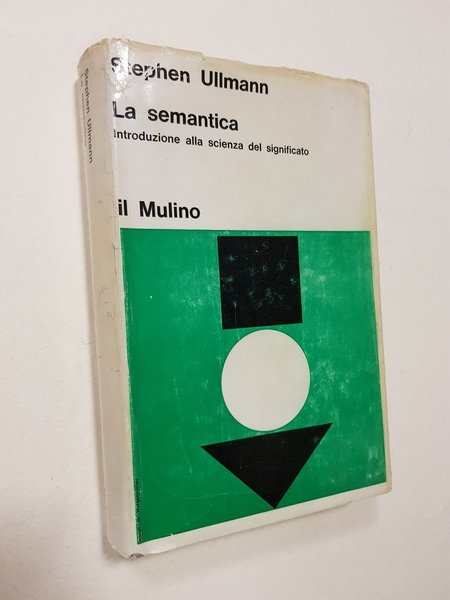 Stephen Ullmann
La semantica
Introduzione alla scienza del significato
il Mulino
Stephen Ullmann